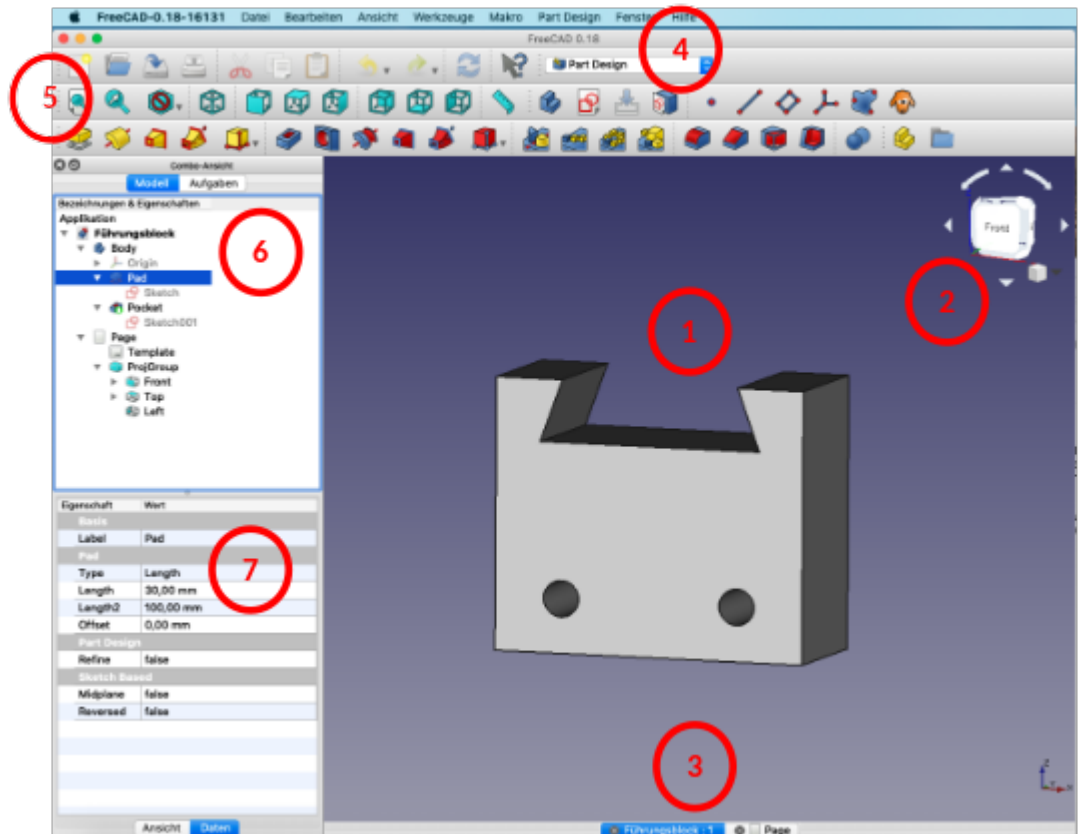 FreeCAD-0.18-16131 Datei Bearbeiten Ansicht Werkzeuge Makro Part Design Fenster Hilfe
FreeCAD 0.18
4
Part Design
5
Combo-Ansicht
Modell Aufgaben
Bezeichnungen & Eigenschaften
Applikation
Führungsblock
Body
Origin
Pad
Sketch
Pocket
Sketch001
Page
Template
ProjGroup
Front
Top
Left
6
Front
2
1
Eigenschaft Wert
Basis
Label Pad
Pad
Type Length
Length 30,00 mm
Length2 100,00 mm
Offset 0,00 mm
Part Design
Refine false
Sketch Based
Midplane false
Reversed false
7
3
Z
X
Ansicht Daten
Führungsblock : 1 Page